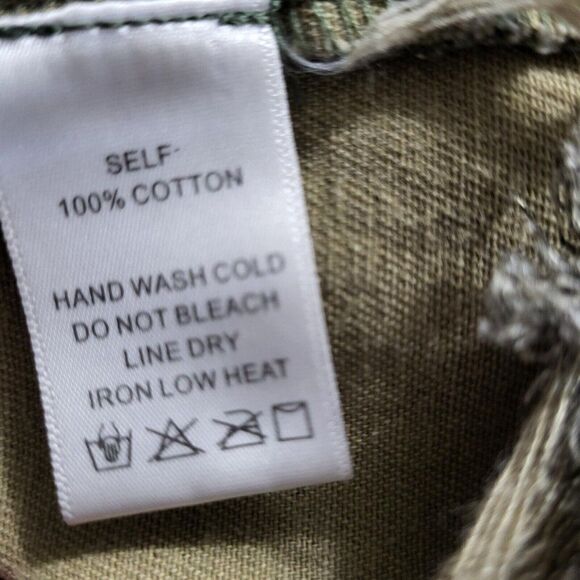 SELF-
100% COTTON
HAND WASH COLD
DO NOT BLEACH
LINE DRY
IRON LOW HEAT